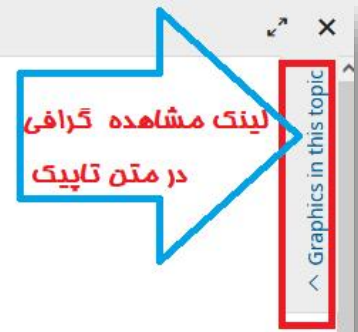 لینک مشاهده گرافی
در متن تاپیک
Graphics in this topic